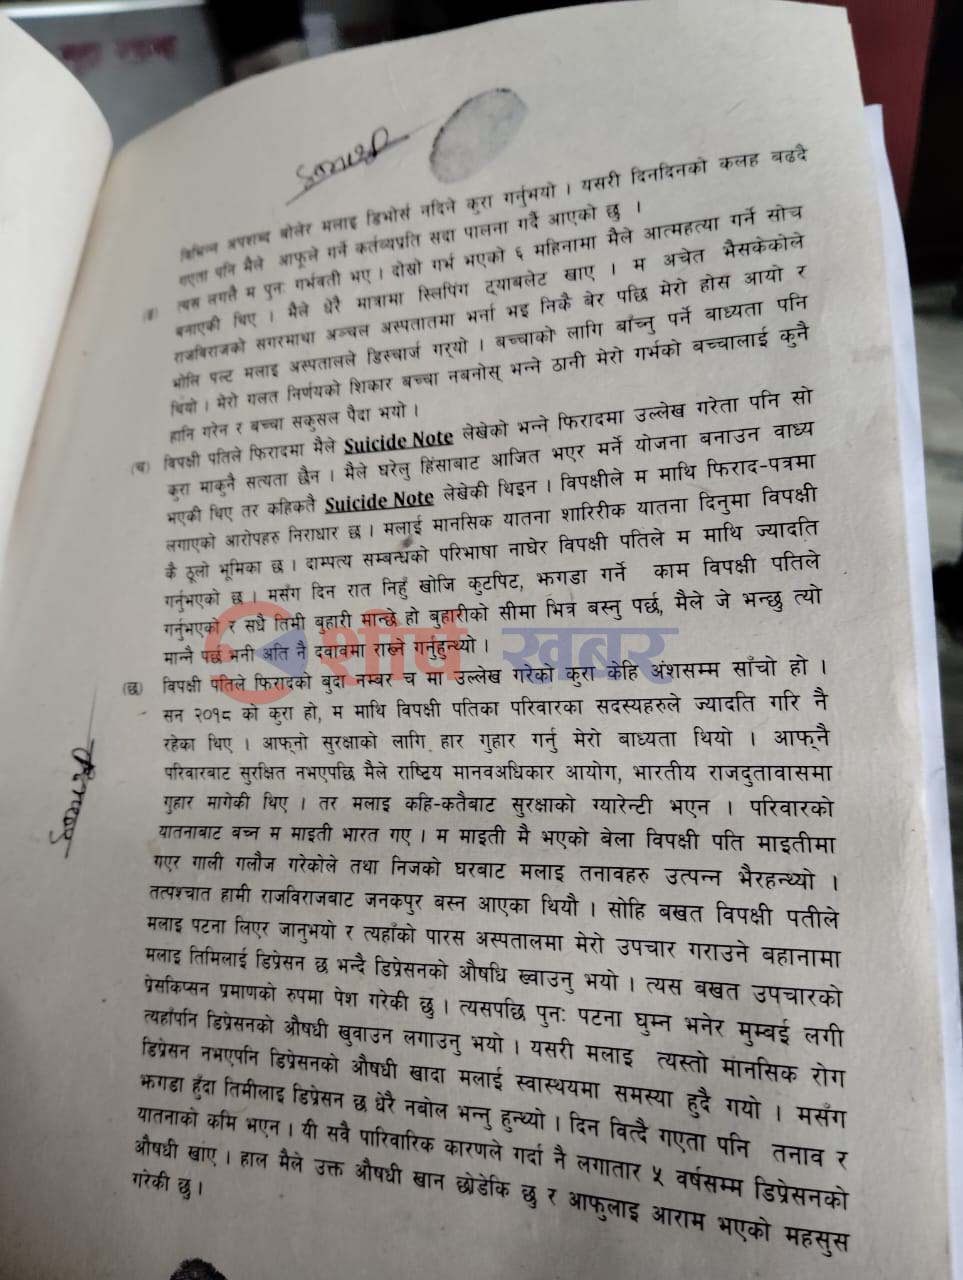 विभिन्न अपशब्द बोलेर मलाइ डिभोर्स नदिने कुरा गर्नुभयो । यसरी दिनदिनको कलह बढदै
गएता पनि मैले आफूले गर्ने कर्तव्यप्रति सदा पालना गर्दै आएको छु ।
त्यस लगत्तै म पुनः गर्भवती भए । दोस्रो गर्भ भएको ६ महिनामा मैले आत्महत्या गर्ने सोच
बनाएकी थिए । मैले धेरै मात्रामा स्लिपिंग ट्याबलेट खाए । म अचेत भैसकेकोले
राजबिराजको सगरमाथा अञ्चल अस्पतातमा भर्ना भइ निकै बेर पछि मेरो होस आयो र
भोलि पल्ट मलाइ अस्पतालले डिस्चार्ज गर्‍यो । बच्चाको लागि बाँच्नु पर्ने बाध्यता पनि
थियो । मेरो गलत निर्णयको शिकार बच्चा नबनोस् भन्ने ठानी मेरो गर्भको बच्चालाई कुनै
हानि गरेन र बच्चा सकुसल पैदा भयो ।
(च) विपक्षी पतिले फिरादमा मैले Suicide Note लेखेको भन्ने फिरादमा उल्लेख गरेता पनि सो
कुरा माकुनै सत्यता छैन । मैले घरेलु हिंसाबाट आजित भएर मर्ने योजना बनाउन वाध्य
भएकी थिए तर कहिकतै Suicide Note लेखेकी थिइन । विपक्षीले म माथि फिराद-पत्रमा
लगाएको आरोपहरु निराधार छ । मलाई मानसिक यातना शारिरीक यातना दिनुमा विपक्षी
कै ठूलो भूमिका छ । दाम्पत्य सम्बन्धको परिभाषा नाघेर विपक्षी पतिले म माथि ज्यादति
गर्नुभएको छ । मसँग दिन रात निहुँ खोजि कुटपिट, झगडा गर्ने काम विपक्षी पतिले
गर्नुभएको र सधै तिमी बुहारी मान्छे हो बुहारीको सीमा भित्र बस्नु पर्छ, मैले जे भन्छु त्यो
मान्नै पर्छ भनी अति नै दवावमा राख्ने गर्नुहुन्थ्यो ।
शीर्ष खबर
(छ) विपक्षी पतिले फिरादको बुदा नम्बर च मा उल्लेख गरेको कुरा केहि अंशसम्म साँचो हो ।
सन २०१८ को कुरा हो, म माथि विपक्षी पतिका परिवारका सदस्यहरुले ज्यादति गरि नै
रहेका थिए । आफ्नो सुरक्षाको लागि हार गुहार गर्नु मेरो बाध्यता थियो । आफ्नै
परिवारबाट सुरक्षित नभएपछि मैले राष्ट्रिय मानवअधिकार आयोग, भारतीय राजदुतावासमा
गुहार मागेकी थिए । तर मलाइ कहि-कतैबाट सुरक्षाको ग्यारेन्टी भएन । परिवारको
यातनाबाट बच्न म माइती भारत गए । म माइती मै भएको बेला विपक्षी पति माइतीमा
गएर गाली गलौज गरेकोले तथा निजको घरबाट मलाइ तनावहरु उत्पन्न भैरहन्थ्यो ।
तत्पश्चात हामी राजविराजबाट जनकपुर बस्न आएका थियौ । सोहि बखत विपक्षी पतीले
मलाइ पटना लिएर जानुभयो र त्यहाँको पारस अस्पतालमा मेरो उपचार गराउने बहानामा
मलाइ तिमिलाई डिप्रेसन छ भन्दै डिप्रेसनको औषधि ख्वाउनु भयो । त्यस बखत उपचारको
प्रेसकिप्सन प्रमाणको रुपमा पेश गरेकी छु । त्यसपछि पुनः पटना घुम्न भनेर मुम्बई लगी
त्यहाँपनि डिप्रेसनको औषधी खुवाउन लगाउनु भयो । यसरी मलाइ त्यस्तो मानसिक रोग
डिप्रेसन नभएपनि डिप्रेसनको औषधी खादा मलाई स्वास्थयमा समस्या हुदै गयो । मसँग
झगडा हुँदा तिमीलाइ डिप्रेसन छ धेरै नबोल भन्नु हुन्थ्यो । दिन वित्दै गएता पनि तनाव र
यातनाको कमि भएन । यी सवै पारिवारिक कारणले गर्दा नै लगातार ५ वर्षसम्म डिप्रेसनको
औषधी खाए । हाल मैले उक्त औषधी खान छोडेकि छु र आफुलाइ आराम भएको महसुस
गरेकी छु ।